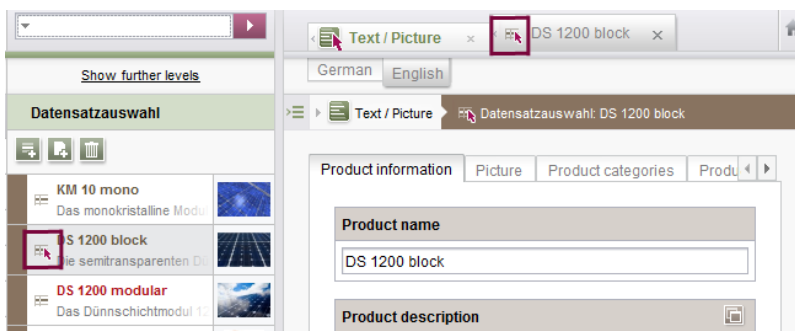 Text / Picture
DS 1200 block
Show further levels
German
English
Datensatzauswahl
Text / Picture
Datensatzauswahl: DS 1200 block
KM 10 mono
Das monokristalline Modul
DS 1200 block
Die semitransparenten
DS 1200 modular
Das Dünnschichtmodul
Product information
Picture
Product categories
Produ
Product name
DS 1200 block
Product description